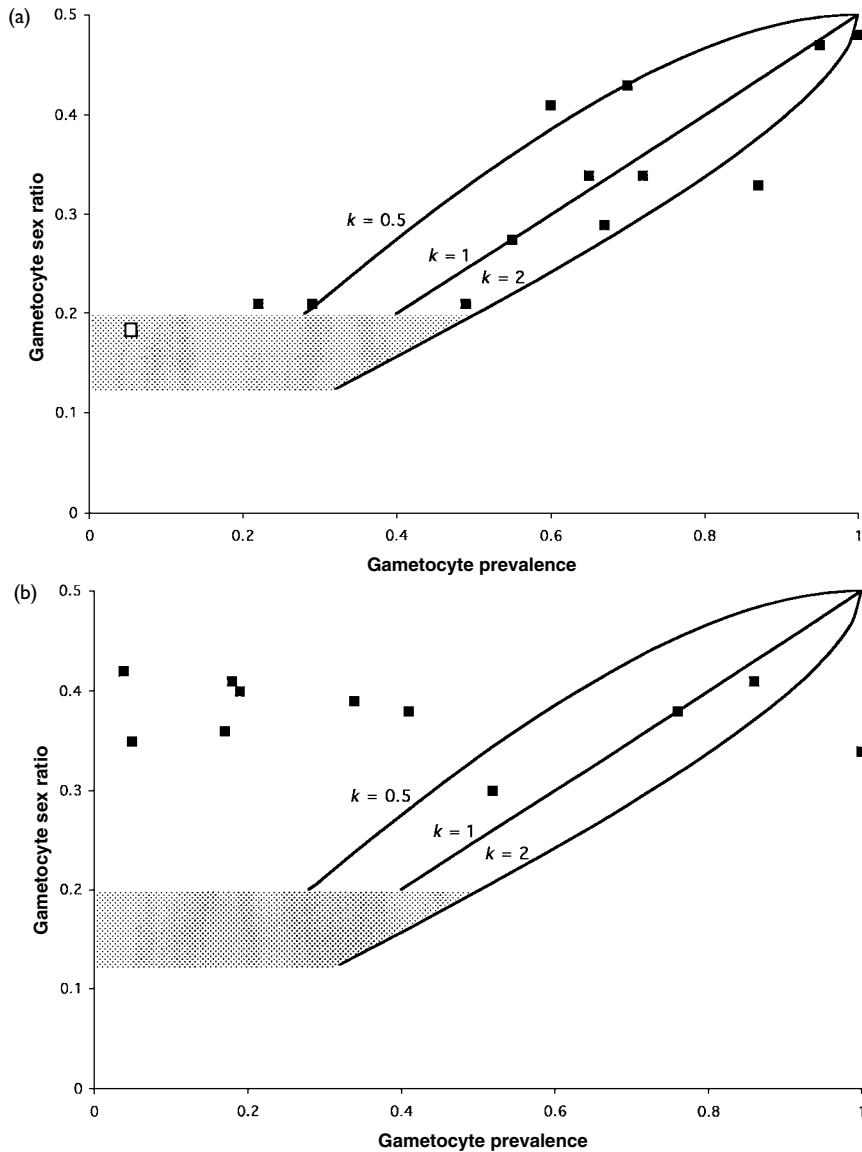 (a)
0.5
0.4
0.3
0.2
0.1
0
Gametocyte sex ratio
k = 0.5
k = 1
k = 2
0
0.2
0.4
0.6
0.8
1
Gametocyte prevalence
(b)
0.5
0.4
0.3
0.2
0.1
0
Gametocyte sex ratio
k = 0.5
k = 1
k = 2
0
0.2
0.4
0.6
0.8
1
Gametocyte prevalence